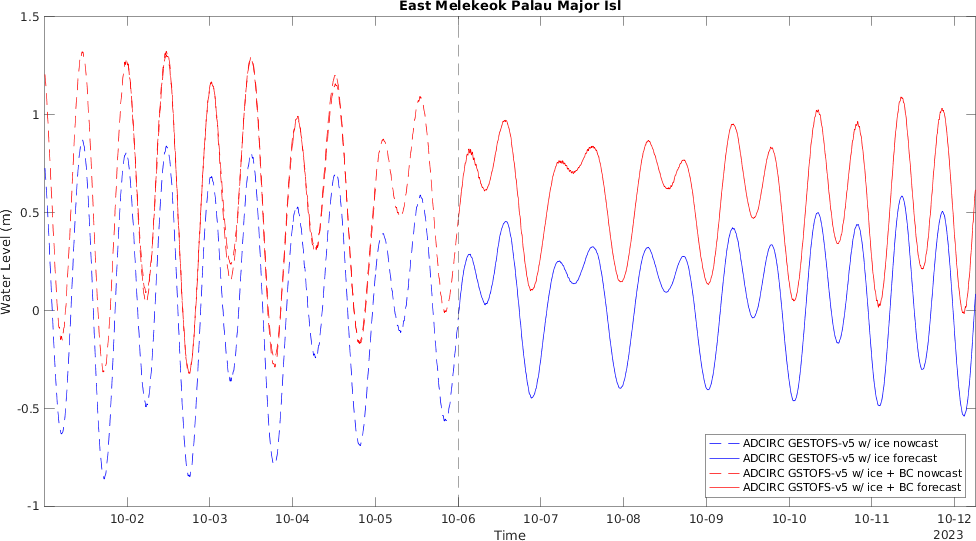 East Melekeok Palau Major Isl
1.5
1
0.5
0
-0.5
-1
Water Level (m)
10-02 10-03 10-04 10-05 10-06 10-07 10-08 10-09 10-10 10-11 10-12
Time
2023
ADCIRC GESTOFS-v5 w/ ice nowcast
ADCIRC GESTOFS-v5 w/ ice forecast
ADCIRC GSTOFS-v5 w/ ice + BC nowcast
ADCIRC GSTOFS-v5 w/ ice + BC forecast